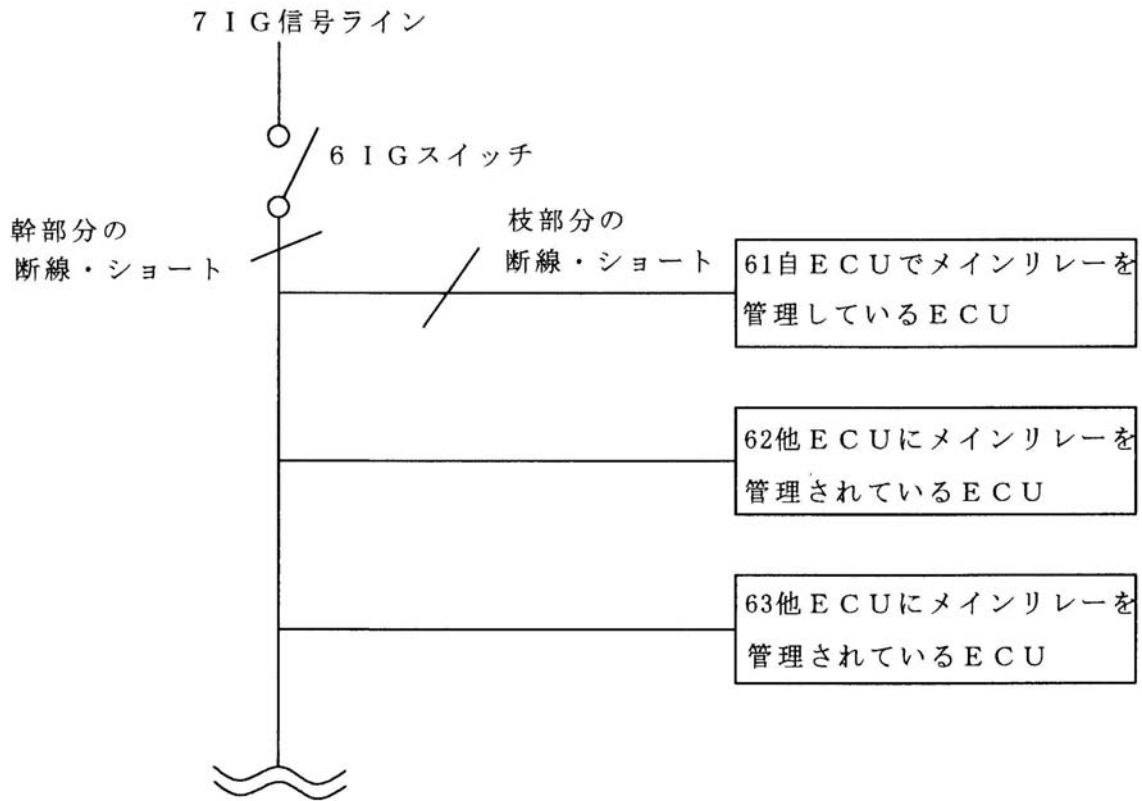 7 IG信号ライン
6 IGスイッチ
幹部分の
断線・ショート
枝部分の
断線・ショート
61自ECUでメインリレーを
管理しているECU
62他ECUにメインリレーを
管理されているECU
63他ECUにメインリレーを
管理されているECU